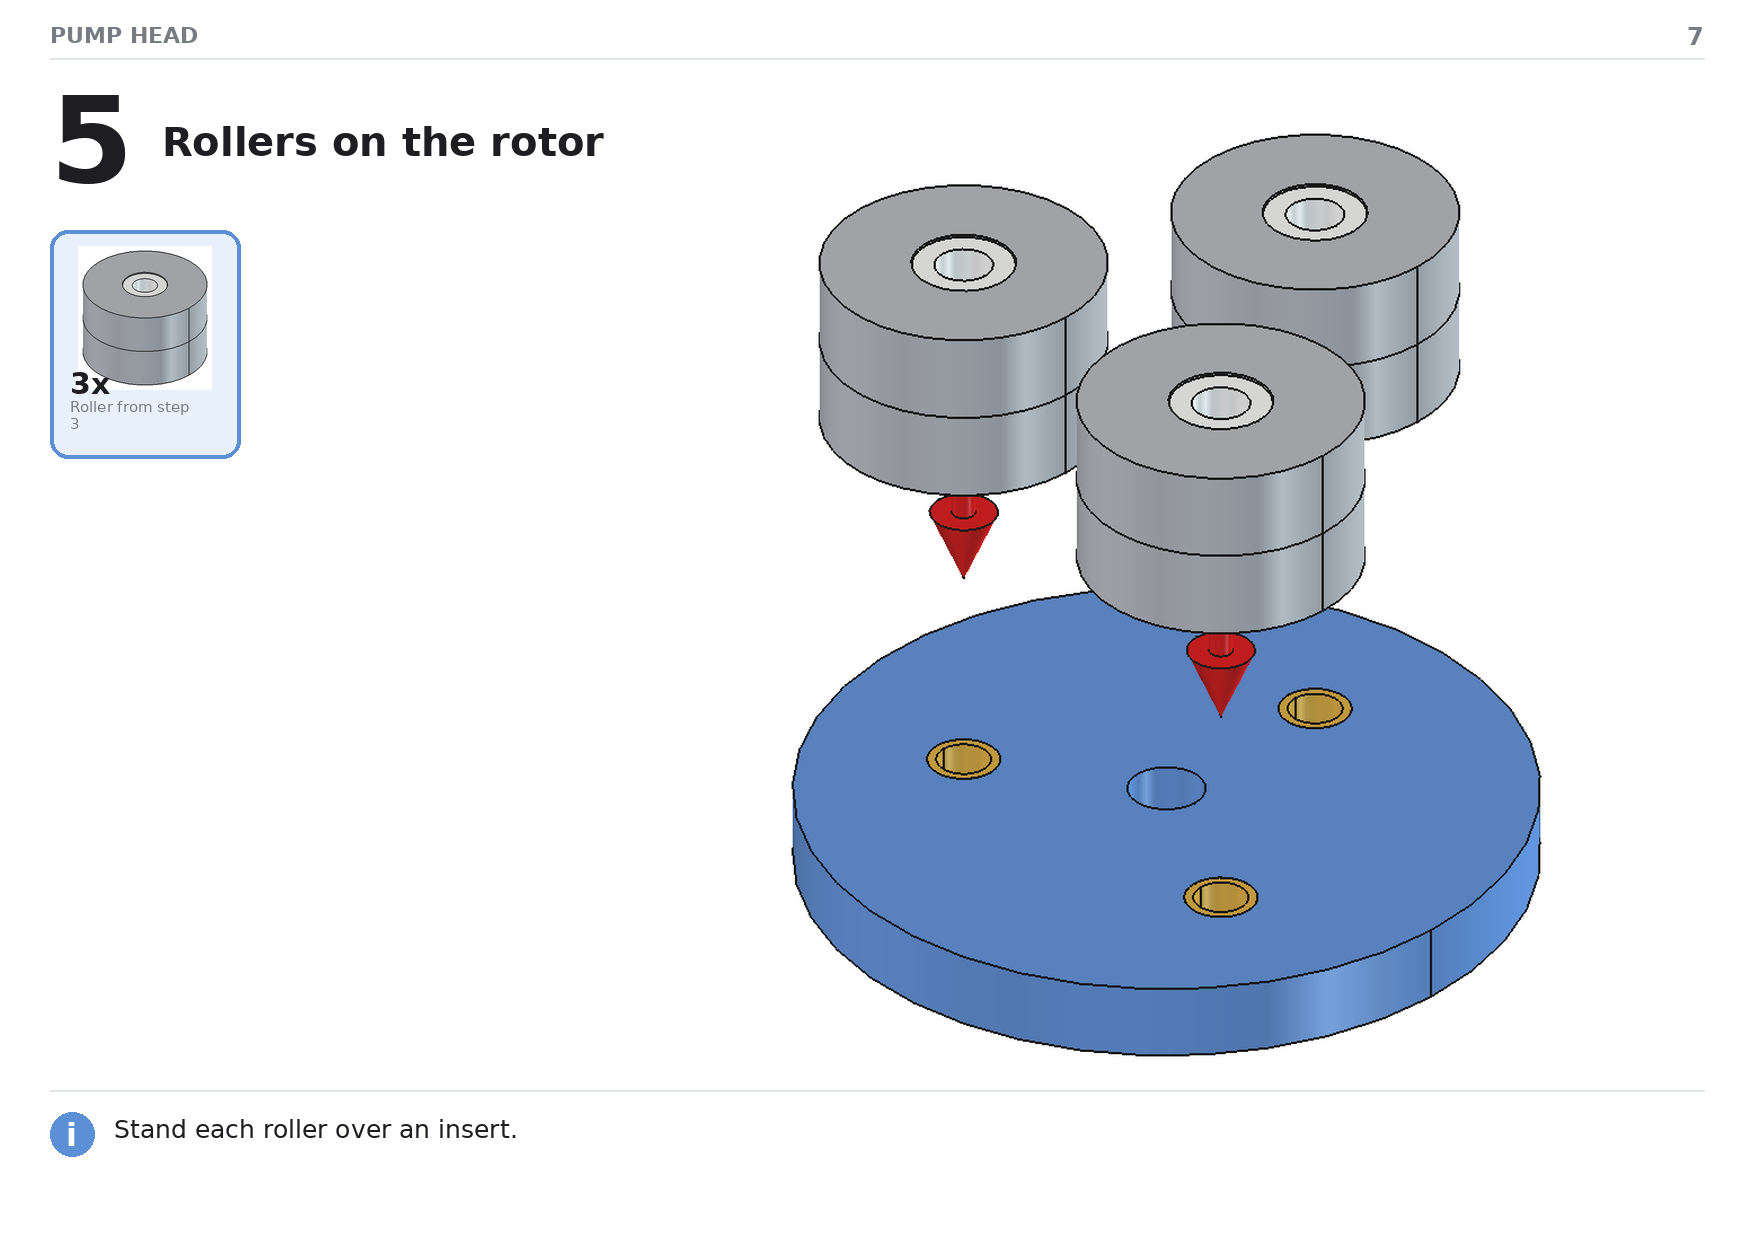 PUMP HEAD
7
5
Rollers on the rotor
3x
Roller from step
3
i
Stand each roller over an insert.